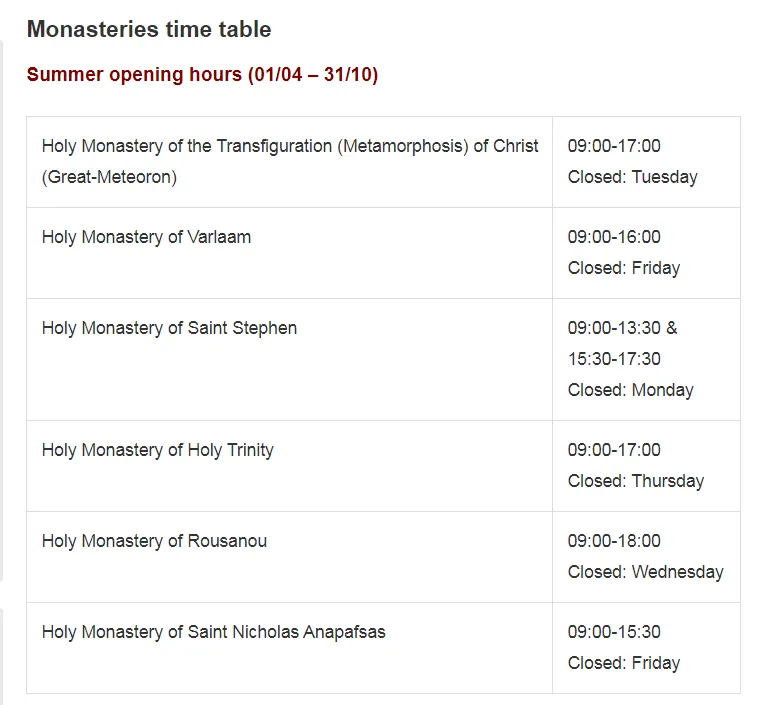 Monasteries time table
Summer opening hours (01/04 – 31/10)
Holy Monastery of the Transfiguration (Metamorphosis) of Christ
(Great-Meteoron)
09:00-17:00
Closed: Tuesday
Holy Monastery of Varlaam
09:00-16:00
Closed: Friday
Holy Monastery of Saint Stephen
09:00-13:30 &
15:30-17:30
Closed: Monday
Holy Monastery of Holy Trinity
09:00-17:00
Closed: Thursday
Holy Monastery of Rousanou
09:00-18:00
Closed: Wednesday
Holy Monastery of Saint Nicholas Anapafsas
09:00-15:30
Closed: Friday